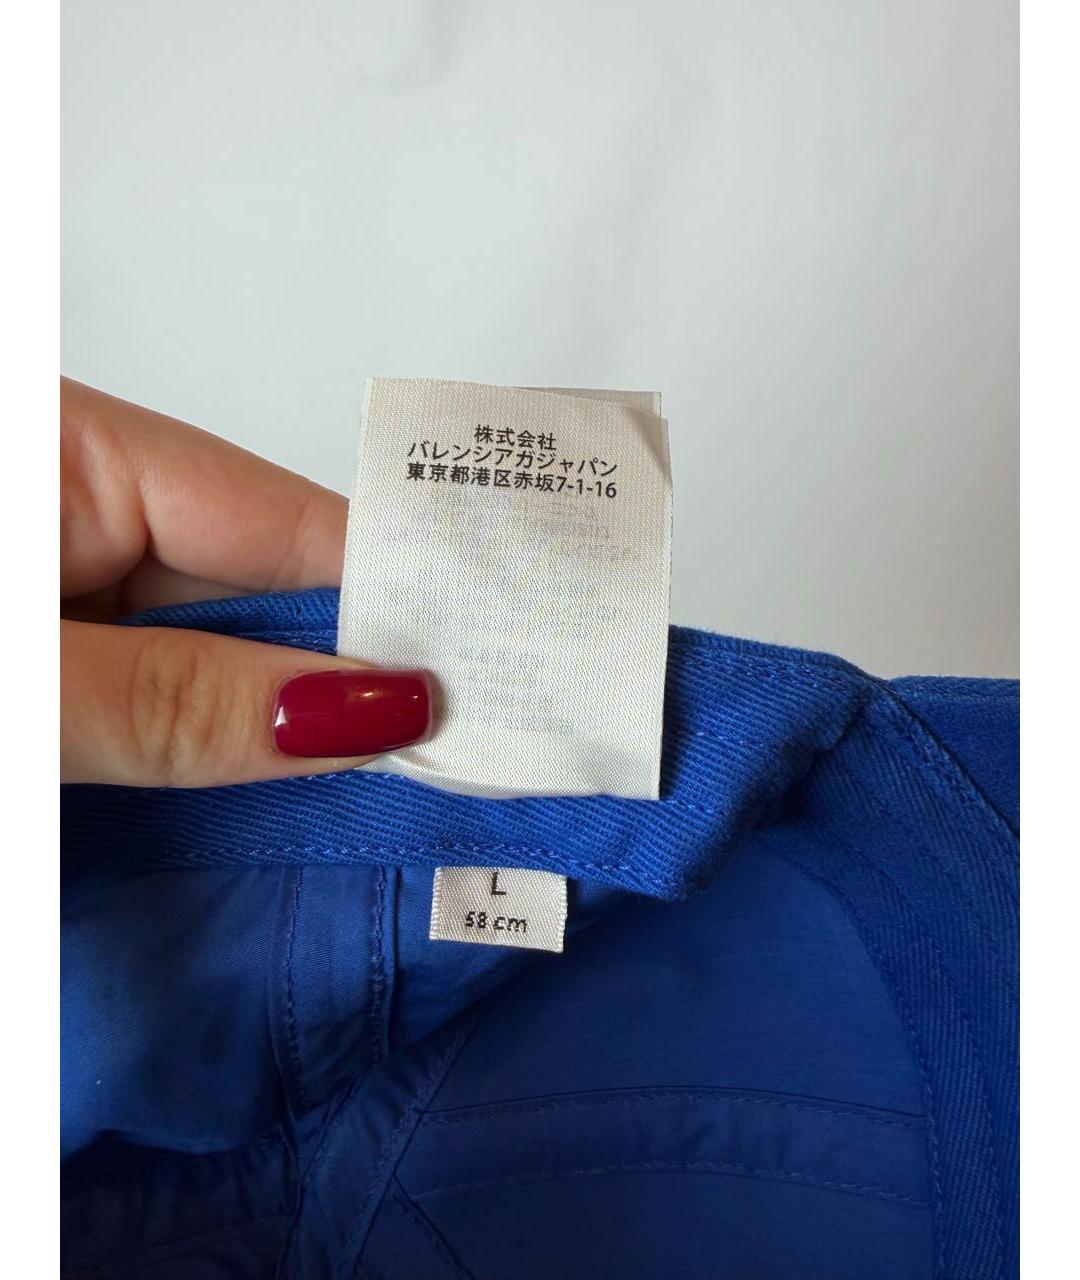 株式会社
バレンシアガジャパン
東京都港区赤坂7-1-16
L
58 cm